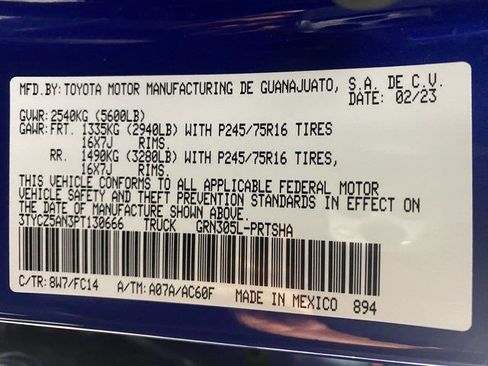 MFD.BY:TOYOTA MOTOR MANUFACTURING DE GUANAJUATO, S.A. DE C.V.
DATE: 02/23
GVWR: 2540KG (5600LB)
GAWR:FRT. 1335KG (2940LB) WITH P245/75R16 TIRES
16X7J RIMS,
RR. 1490KG (3280LB) WITH P245/75R16 TIRES,
16X7J RIMS.
THIS VEHICLE CONFORMS TO ALL APPLICABLE FEDERAL MOTOR
VEHICLE SAFETY AND THEFT PREVENTION STANDARDS IN EFFECT ON
THE DATE OF MANUFACTURE SHOWN ABOVE.
3TYCZ5AN3PT130666 TRUCK GRN305L-PRTSHA
C/TR: 8W7/FC14 A/TM: A07A/AC60F MADE IN MEXICO 894